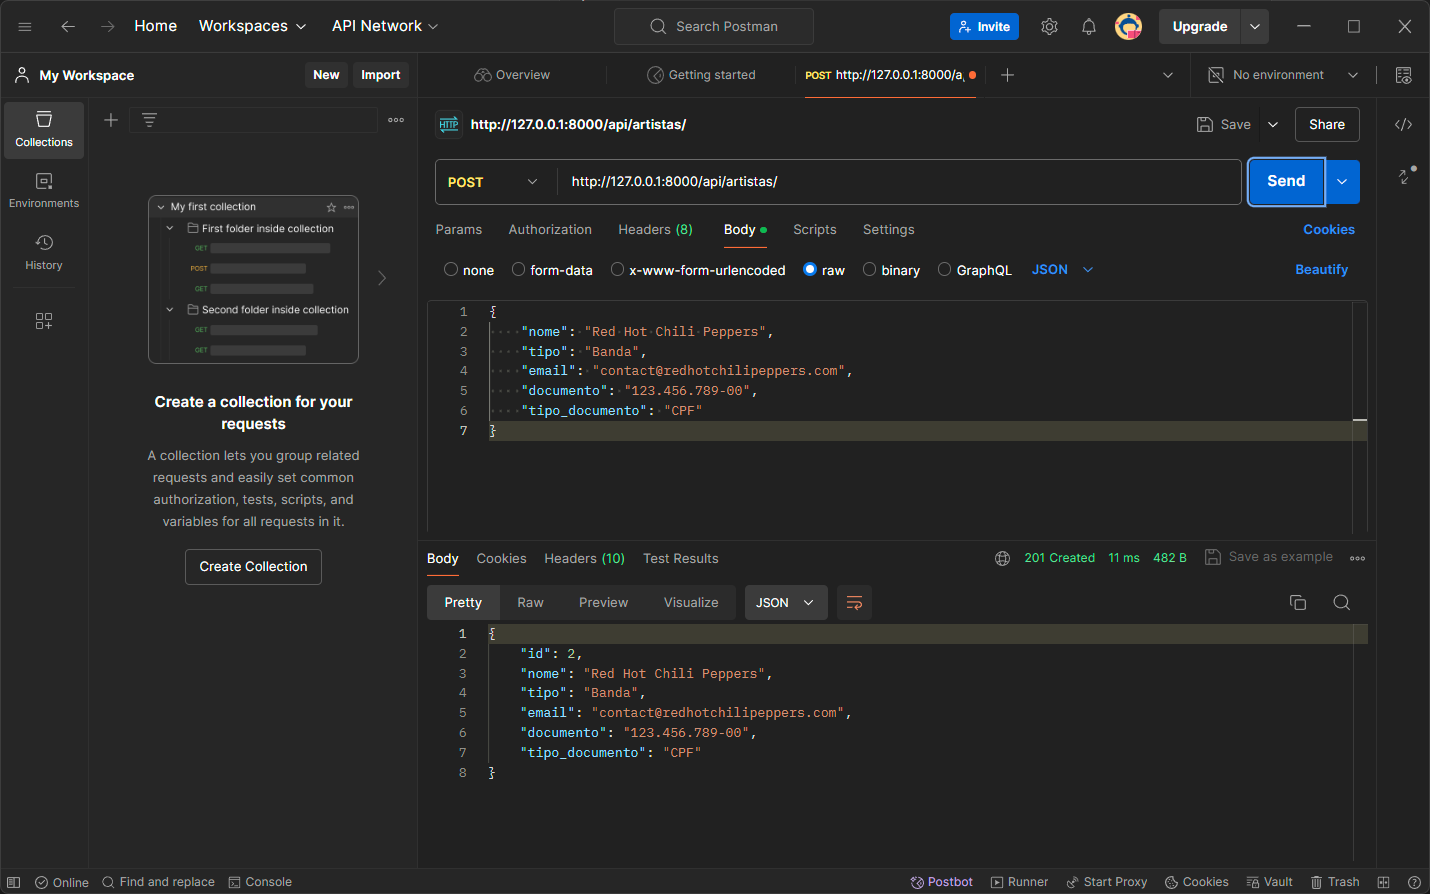 Home Workspaces API Network Search Postman Invite Upgrade
My Workspace New Import Overview Getting started POST http://127.0.0.1:8000/a No environment
Collections
Environments
History
My first collection
First folder inside collection
GET
POST
GET
Second folder inside collection
GET
GET
Create a collection for your
requests
A collection lets you group related
requests and easily set common
authorization, tests, scripts, and
variables for all requests in it.
Create Collection
HTTP http://127.0.0.1:8000/api/artistas/ Save Share
POST http://127.0.0.1:8000/api/artistas/ Send
Params Authorization Headers (8) Body Scripts Settings Cookies
none form-data x-www-form-urlencoded raw binary GraphQL JSON Beautify
1 {
2 "nome": "Red Hot Chili Peppers",
3 "tipo": "Banda",
4 "email": "contact@redhotchilipeppers.com",
5 "documento": "123.456.789-00",
6 "tipo_documento": "CPF"
7 }
Body Cookies Headers (10) Test Results 201 Created 11 ms 482 B Save as example
Pretty Raw Preview Visualize JSON
1 {
2 "id": 2,
3 "nome": "Red Hot Chili Peppers",
4 "tipo": "Banda",
5 "email": "contact@redhotchilipeppers.com",
6 "documento": "123.456.789-00",
7 "tipo_documento": "CPF"
8 }
Online Find and replace Console Postbot Runner Start Proxy Cookies Vault Trash